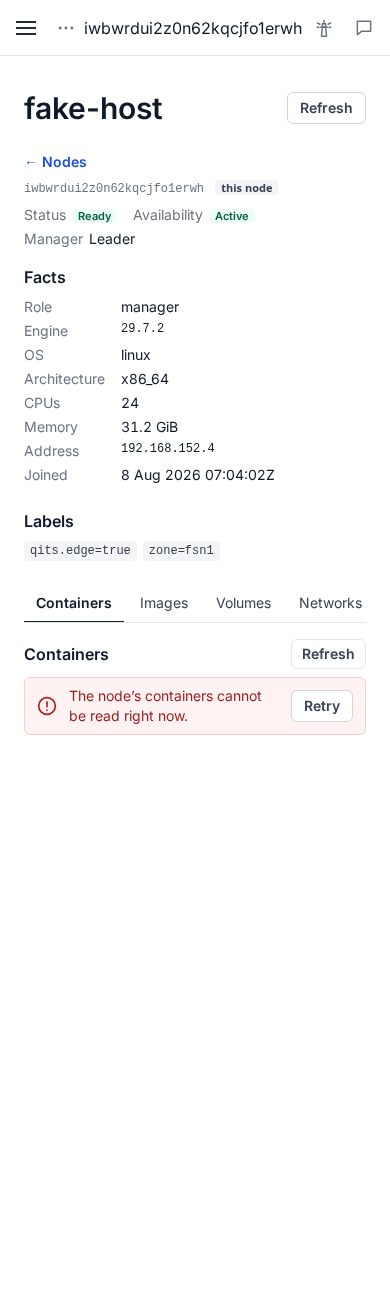 iwbwrdui2z0n62kqcjfo1erwh
fake-host
Refresh
← Nodes
iwbwrdui2z0n62kqcjfo1erwh this node
Status Ready Availability Active
Manager Leader
Facts
Role manager
Engine 29.7.2
OS linux
Architecture x86_64
CPUs 24
Memory 31.2 GiB
Address 192.168.152.4
Joined 8 Aug 2026 07:04:02Z
Labels
qits.edge=true zone=fsn1
Containers Images Volumes Networks
Containers
Refresh
The node’s containers cannot
be read right now.
Retry